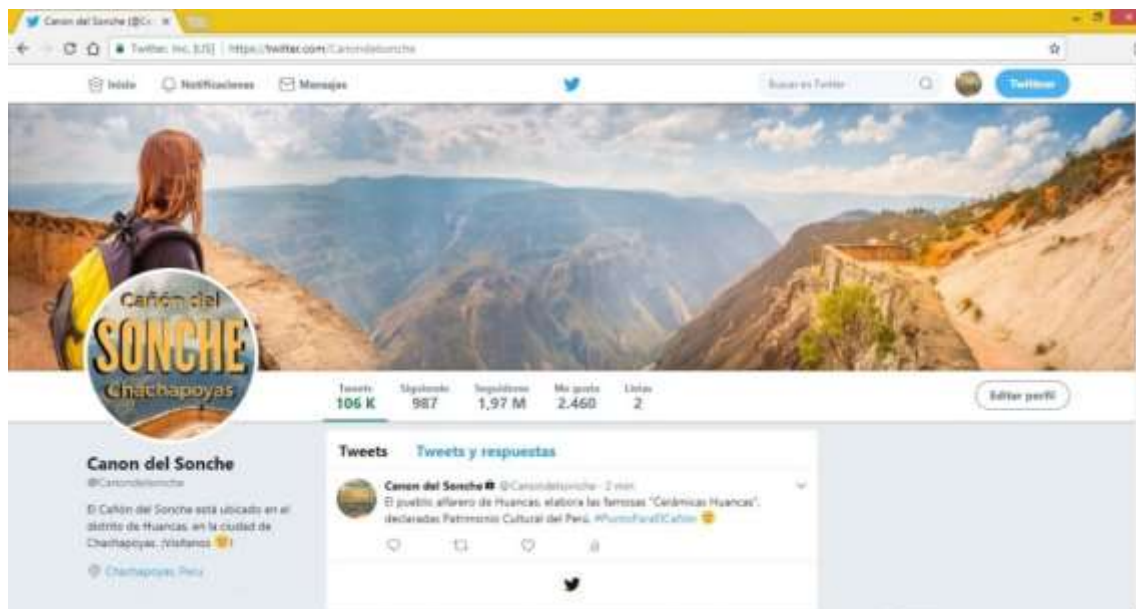 Canon del Sonche (@C
Twitter, Inc. [US] https://twitter.com/Canondelsonche
Inicio Notificaciones Mensajes Buscar en Twitter Twittear
Cañón del
SONCHE
Chachapoyas
Tweets Siguiendo Seguidores Me gusta Listas
106 K 987 1,97 M 2.460 2
Editar perfil
Canon del Sonche
@Canondelsonche
El Cañón del Sonche está ubicado en el
distrito de Huancas, en la ciudad de
Chachapoyas. ¡Visítanos !
Chachapoyas, Peru
Tweets Tweets y respuestas
Canon del Sonche @Canondelsonche · 2 min
El pueblo alfarero de Huancas, elabora las famosas "Cerámicas Huancas",
declaradas Patrimonio Cultural del Perú. #PuntoParaElCañón